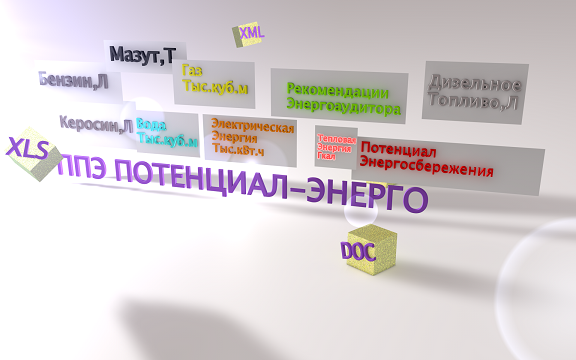 XML
Мазут,Т
Газ
Тыс.куб.м
Бензин,Л
Рекомендации
Энергоаудитора
Дизельное
Топливо,Л
Керосин,Л
Вода
Тыс.куб.м
Электрическая
Энергия
Тыс.кВт.ч
Тепловая
Энергия
Гкал
Потенциал
Энергосбережения
XLS
ППЭ ПОТЕНЦИАЛ-ЭНЕРГО
DOC